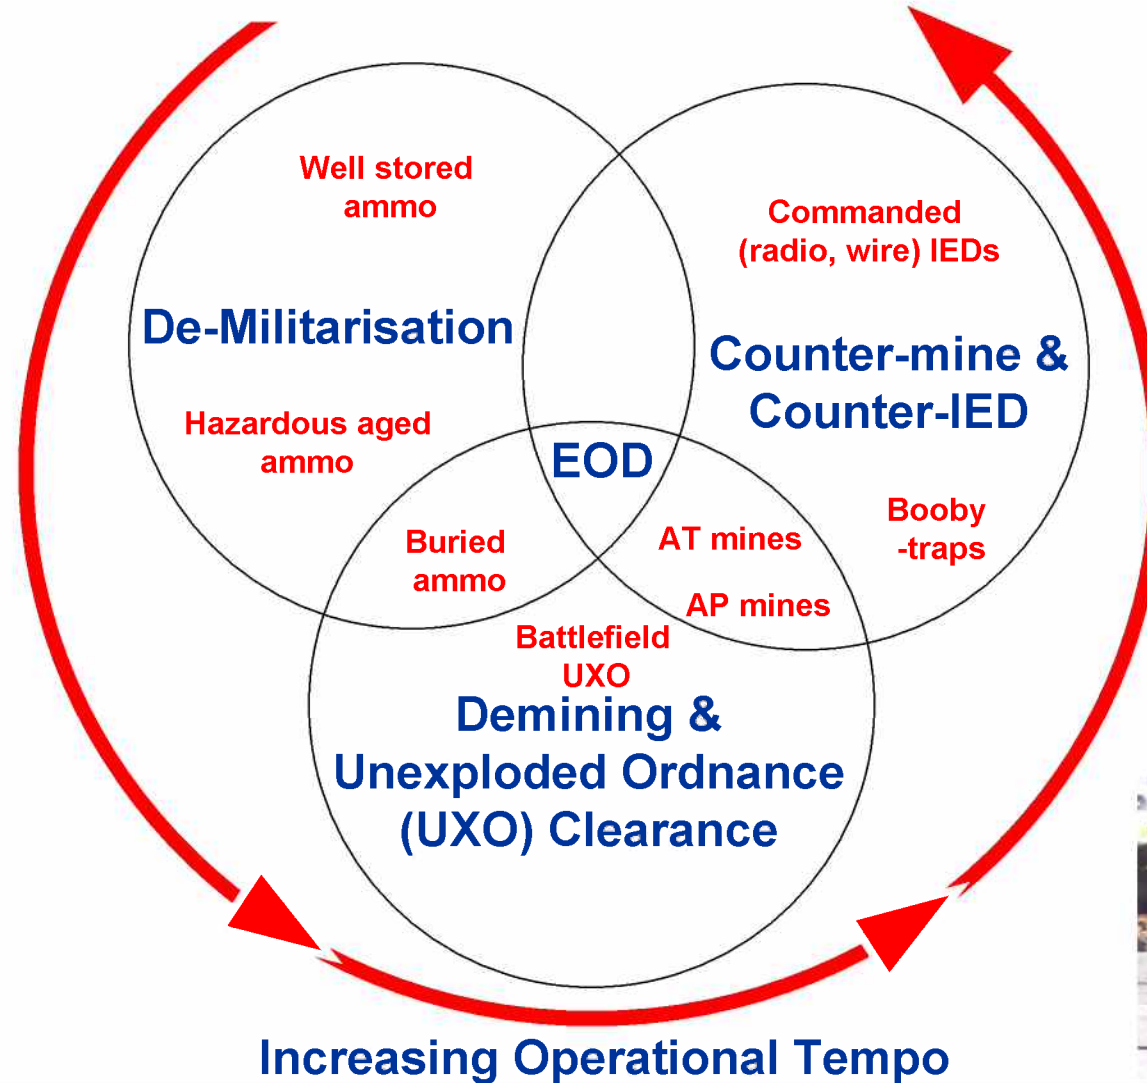 Well stored
ammo
Commanded
(radio, wire) IEDs
De-Militarisation
Counter-mine &
Counter-IED
Hazardous aged
ammo
EOD
Booby
-traps
Buried
ammo
AT mines
AP mines
Battlefield
UXO
Demining &
Unexploded Ordnance
(UXO) Clearance
Increasing Operational Tempo